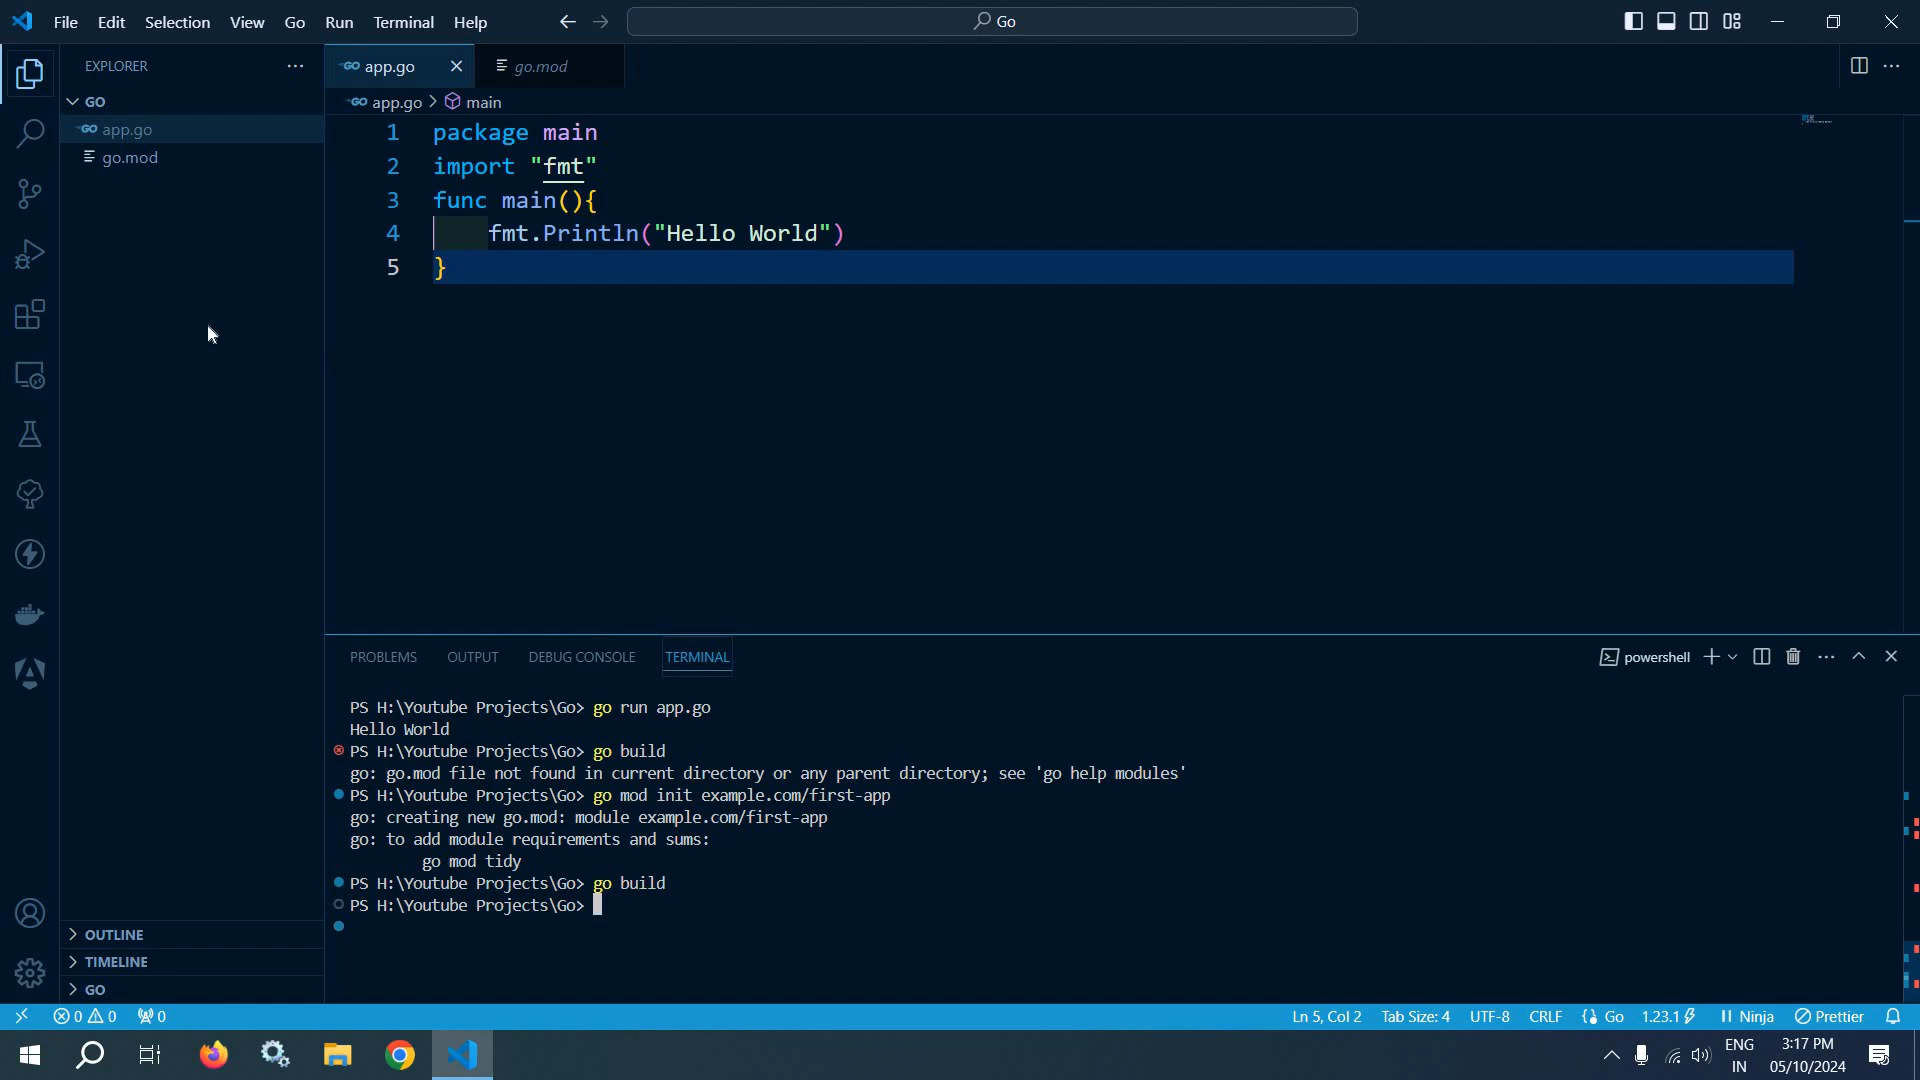 File Edit Selection View Go Run Terminal Help
Go
EXPLORER
GO
app.go
go.mod
GO app.go
go.mod
GO app.go > main
1 package main
2 import "fmt"
3 func main(){
4 fmt.Println("Hello World")
5 }
PROBLEMS OUTPUT DEBUG CONSOLE TERMINAL
powershell
PS H:\Youtube Projects\Go> go run app.go
Hello World
PS H:\Youtube Projects\Go> go build
go: go.mod file not found in current directory or any parent directory; see 'go help modules'
PS H:\Youtube Projects\Go> go mod init example.com/first-app
go: creating new go.mod: module example.com/first-app
go: to add module requirements and sums:
go mod tidy
PS H:\Youtube Projects\Go> go build
PS H:\Youtube Projects\Go>
OUTLINE
TIMELINE
GO
0 0 0
Ln 5, Col 2 Tab Size: 4 UTF-8 CRLF {} Go 1.23.1 Ninja Prettier
ENG
IN
3:17 PM
05/10/2024